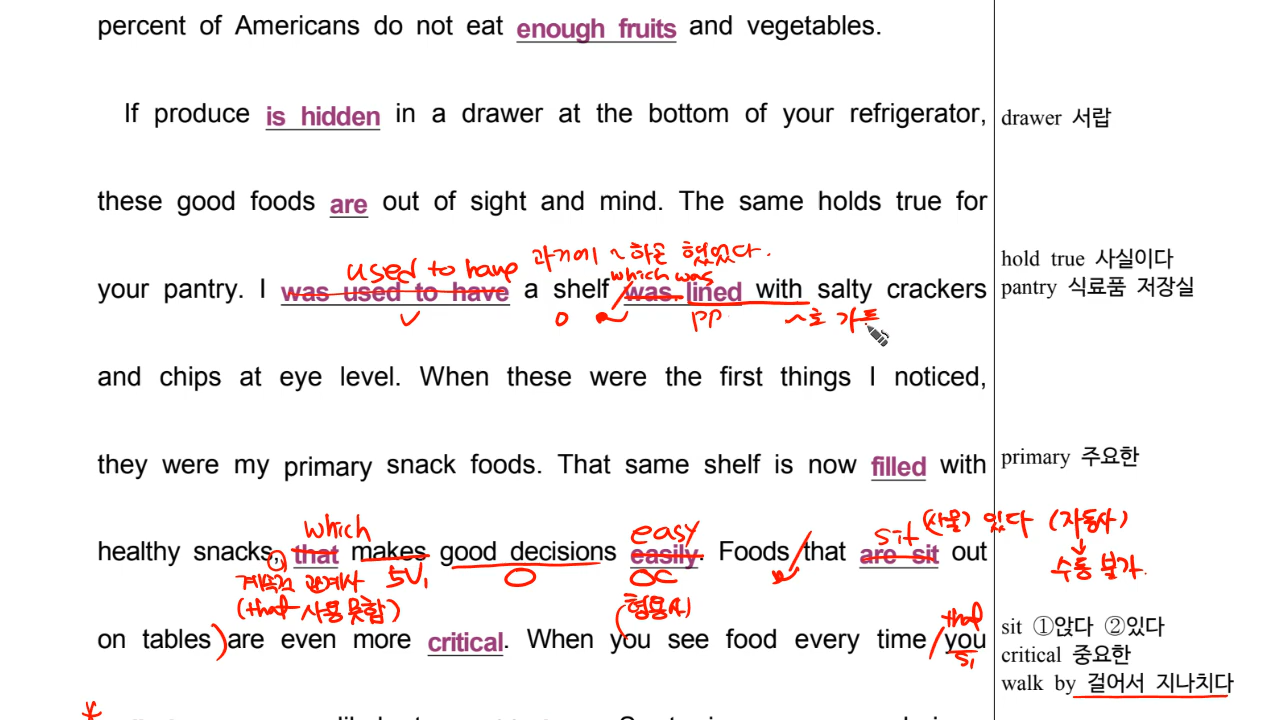 percent of Americans do not eat enough fruits and vegetables.
If produce is hidden in a drawer at the bottom of your refrigerator,
drawer 서랍
these good foods are out of sight and mind. The same holds true for
used to have 과거에 ~하곤 했었다.
which was
hold true 사실이다
your pantry. I was used to have a shelf was lined with salty crackers
pantry 식료품 저장실
V O PP ~로 가득
and chips at eye level. When these were the first things I noticed,
they were my primary snack foods. That same shelf is now filled with
primary 주요한
which easy sit (사물) 있다 (자동사)
healthy snacks, that makes good decisions easily. Foods that are sit out
수동 불가.
계속적 관계사 5V₁ O OC
(that 사용못함) (형용사)
that
on tables) are even more critical. When you see food every time you
S₁
sit ①앉다 ②있다
critical 중요한
walk by 걸어서 지나치다